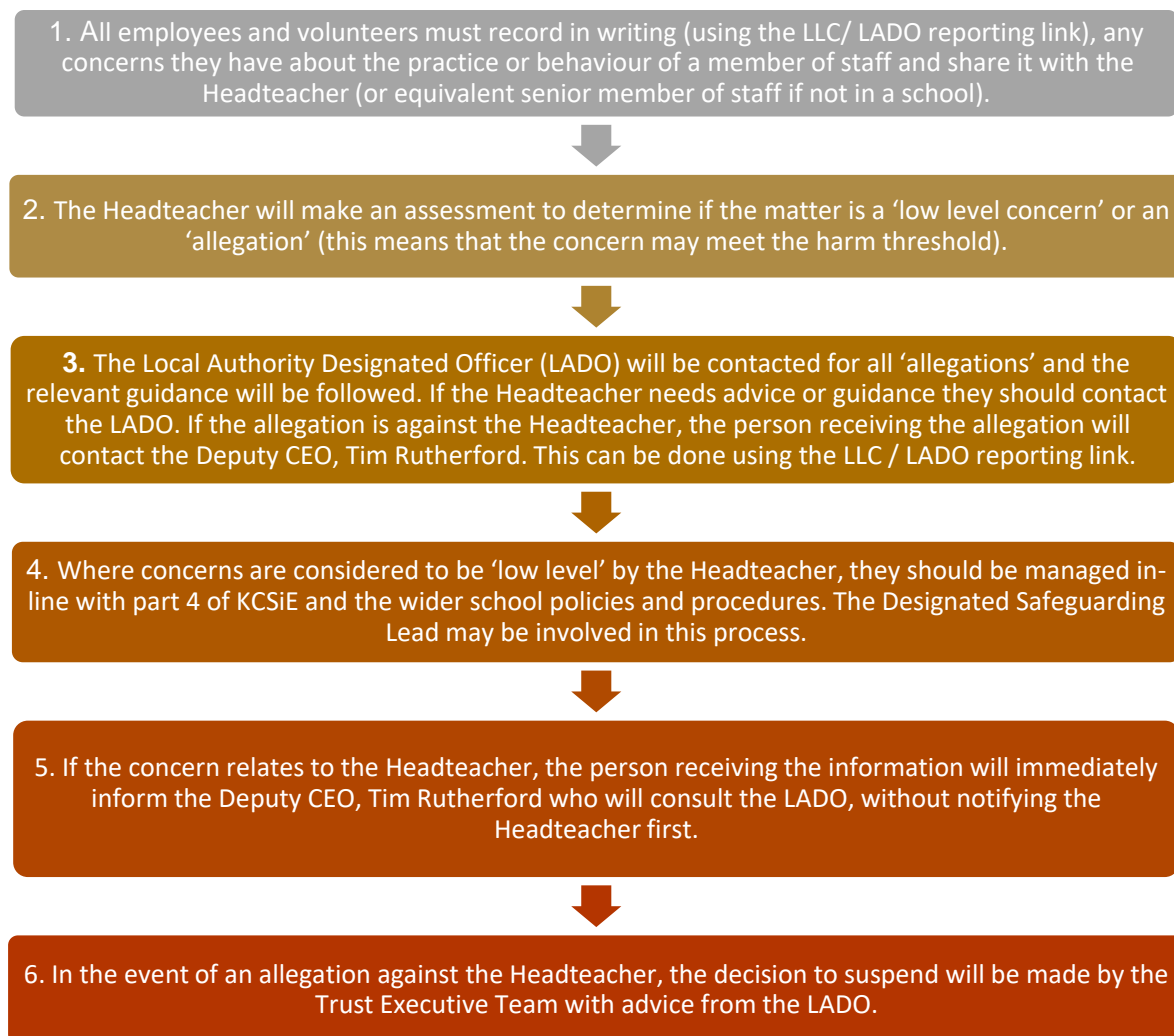 1. All employees and volunteers must record in writing (using the LLC/ LADO reporting link), any
concerns they have about the practice or behaviour of a member of staff and share it with the
Headteacher (or equivalent senior member of staff if not in a school).
2. The Headteacher will make an assessment to determine if the matter is a ‘low level concern’ or an
‘allegation’ (this means that the concern may meet the harm threshold).
3. The Local Authority Designated Officer (LADO) will be contacted for all ‘allegations’ and the
relevant guidance will be followed. If the Headteacher needs advice or guidance they should contact
the LADO. If the allegation is against the Headteacher, the person receiving the allegation will
contact the Deputy CEO, Tim Rutherford. This can be done using the LLC / LADO reporting link.
4. Where concerns are considered to be ‘low level’ by the Headteacher, they should be managed in-
line with part 4 of KCSiE and the wider school policies and procedures. The Designated Safeguarding
Lead may be involved in this process.
5. If the concern relates to the Headteacher, the person receiving the information will immediately
inform the Deputy CEO, Tim Rutherford who will consult the LADO, without notifying the
Headteacher first.
6. In the event of an allegation against the Headteacher, the decision to suspend will be made by the
Trust Executive Team with advice from the LADO.